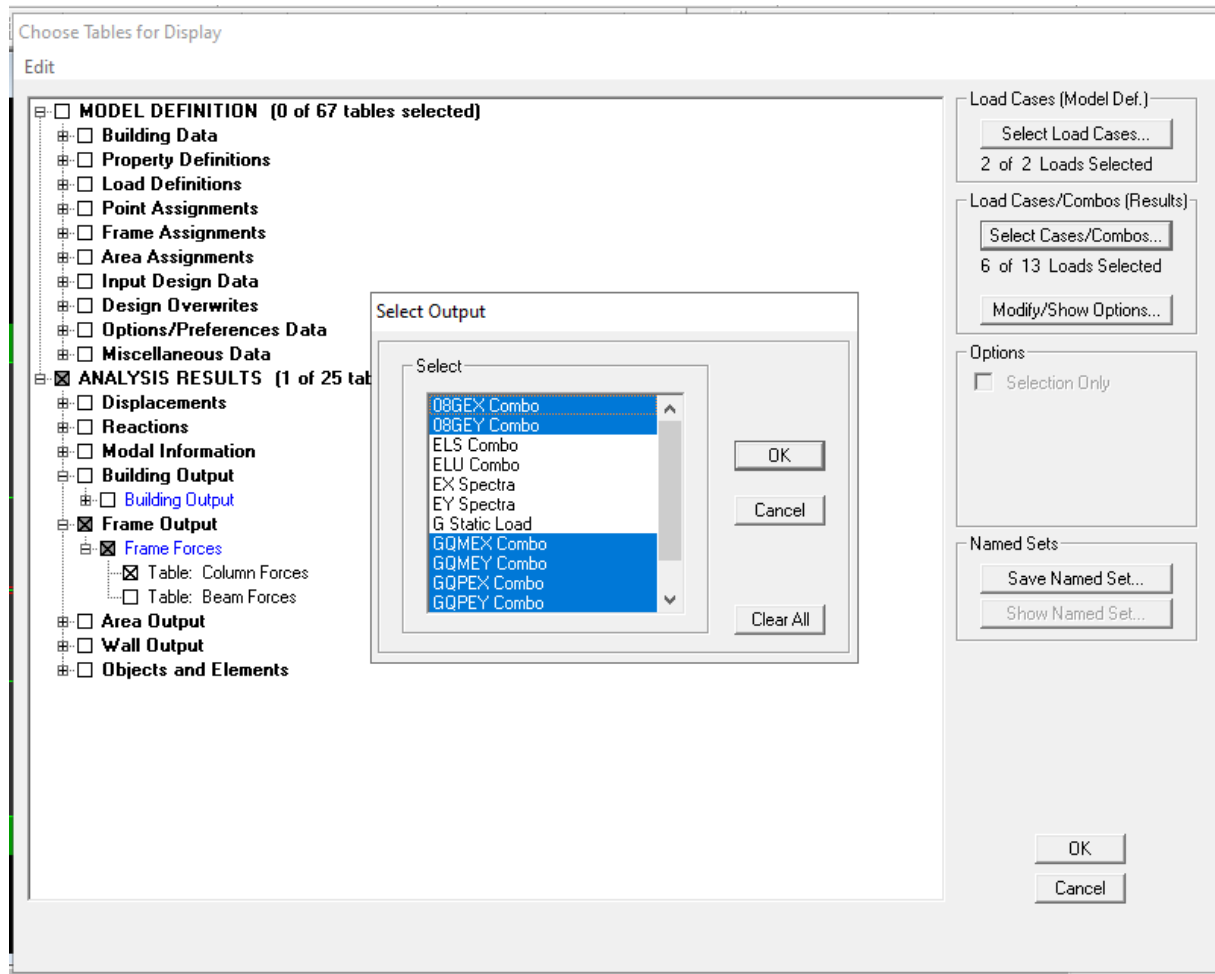 Choose Tables for Display
Edit
MODEL DEFINITION (0 of 67 tables selected)
Building Data
Property Definitions
Load Definitions
Point Assignments
Frame Assignments
Area Assignments
Input Design Data
Design Overwrites
Options/Preferences Data
Miscellaneous Data
ANALYSIS RESULTS (1 of 25 tab
Displacements
Reactions
Modal Information
Building Output
Building Output
Frame Output
Frame Forces
Table: Column Forces
Table: Beam Forces
Area Output
Wall Output
Objects and Elements
Select Output
Select
08GEX Combo
08GEY Combo
ELS Combo
ELU Combo
EX Spectra
EY Spectra
G Static Load
GQMEX Combo
GQMEY Combo
GQPEX Combo
GQPEY Combo
OK
Cancel
Clear All
Load Cases (Model Def.)
Select Load Cases...
2 of 2 Loads Selected
Load Cases/Combos (Results)
Select Cases/Combos...
6 of 13 Loads Selected
Modify/Show Options...
Options
Selection Only
Named Sets
Save Named Set...
Show Named Set...
OK
Cancel